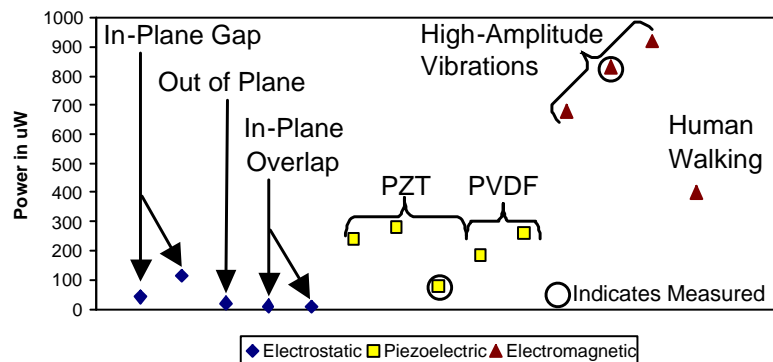 1000
900
800
700
600
500
400
300
200
100
0
Power in uW
In-Plane Gap
Out of Plane
In-Plane
Overlap
PZT
PVDF
High-Amplitude
Vibrations
Human
Walking
Indicates Measured
Electrostatic Piezoelectric Electromagnetic